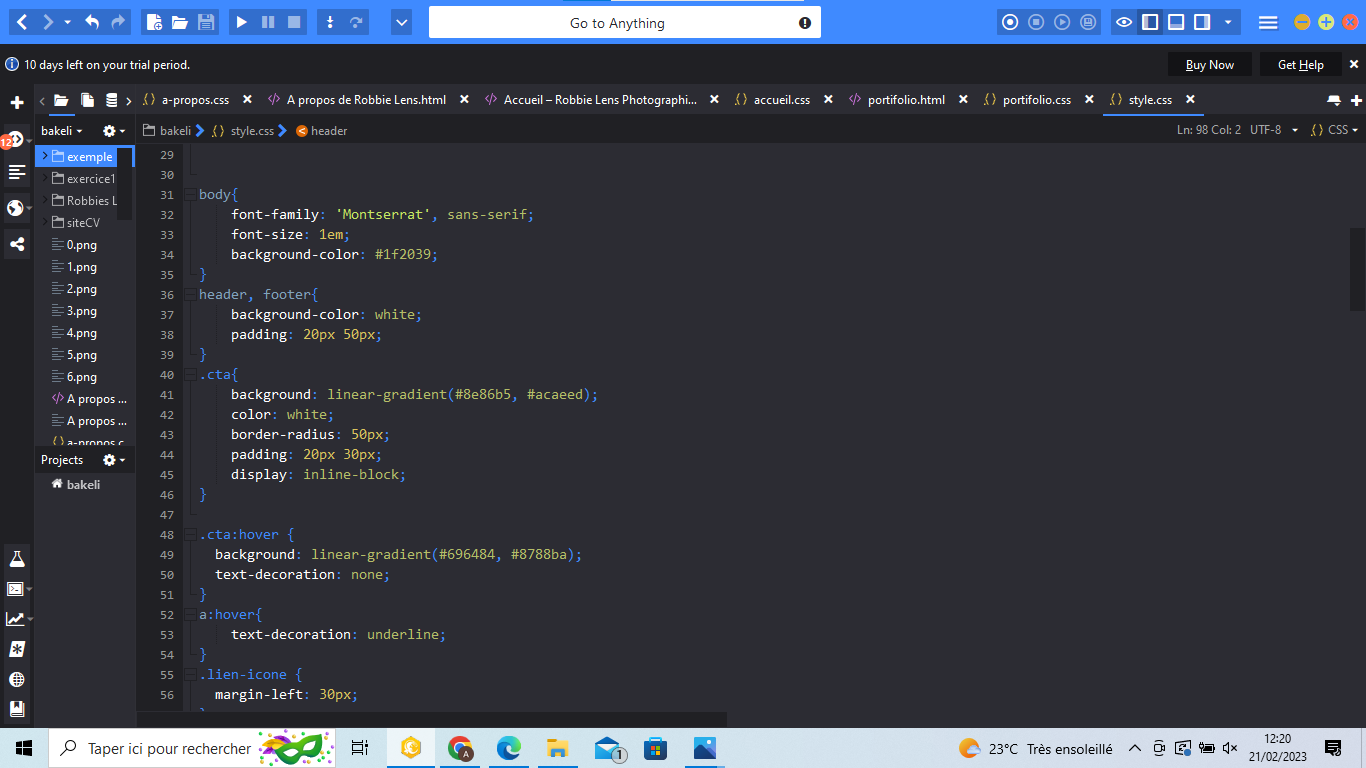 Go to Anything
10 days left on your trial period.
Buy Now
Get Help
a-propos.css
A propos de Robbie Lens.html
Accueil – Robbie Lens Photographi...
accueil.css
portifolio.html
portifolio.css
style.css
bakeli
bakeli
style.css
header
Ln: 98 Col: 2
UTF-8
CSS
12
exemple
exercice1
Robbies L
siteCV
0.png
1.png
2.png
3.png
4.png
5.png
6.png
A propos ...
A propos ...
a-propos.c
Projects
bakeli
29
30
31 body{
32 font-family: 'Montserrat', sans-serif;
33 font-size: 1em;
34 background-color: #1f2039;
35 }
36 header, footer{
37 background-color: white;
38 padding: 20px 50px;
39 }
40 .cta{
41 background: linear-gradient(#8e86b5, #acaeed);
42 color: white;
43 border-radius: 50px;
44 padding: 20px 30px;
45 display: inline-block;
46 }
47
48 .cta:hover {
49 background: linear-gradient(#696484, #8788ba);
50 text-decoration: none;
51 }
52 a:hover{
53 text-decoration: underline;
54 }
55 .lien-icone {
56 margin-left: 30px;
Taper ici pour rechercher
A
1
23°C Très ensoleillé
12:20
21/02/2023